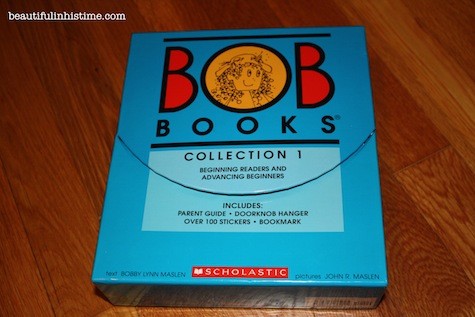 beautifulinhistime.com
BOB
BOOKS®
COLLECTION 1
BEGINNING READERS AND
ADVANCING BEGINNERS
INCLUDES:
PARENT GUIDE • DOORKNOB HANGER
OVER 100 STICKERS • BOOKMARK
text BOBBY LYNN MASLEN SCHOLASTIC pictures JOHN R. MASLEN